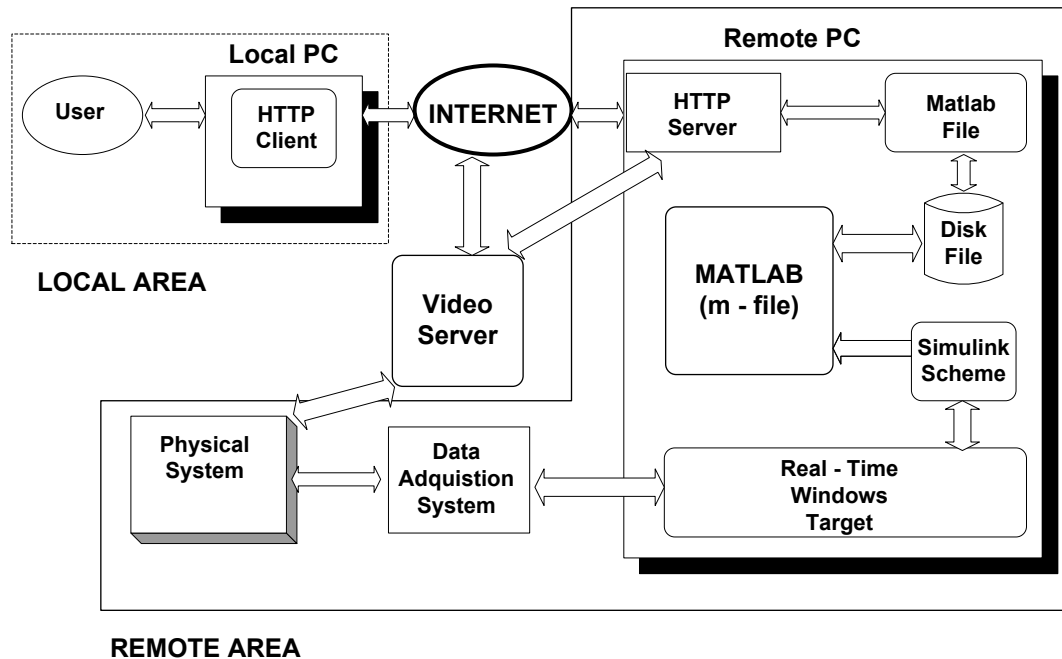 Local PC
Remote PC
User
HTTP
Client
INTERNET
HTTP
Server
Matlab
File
Disk
File
LOCAL AREA
Video
Server
MATLAB
(m - file)
Simulink
Scheme
Physical
System
Data
Adquistion
System
Real - Time
Windows
Target
REMOTE AREA